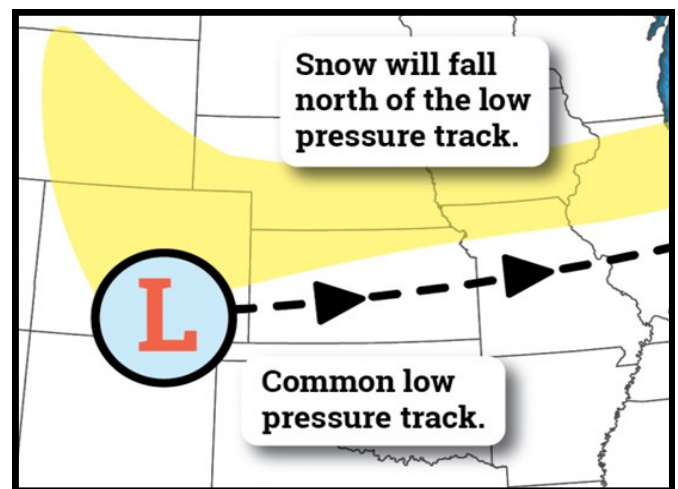 Snow will fall
north of the low
pressure track.
L
Common low
pressure track.